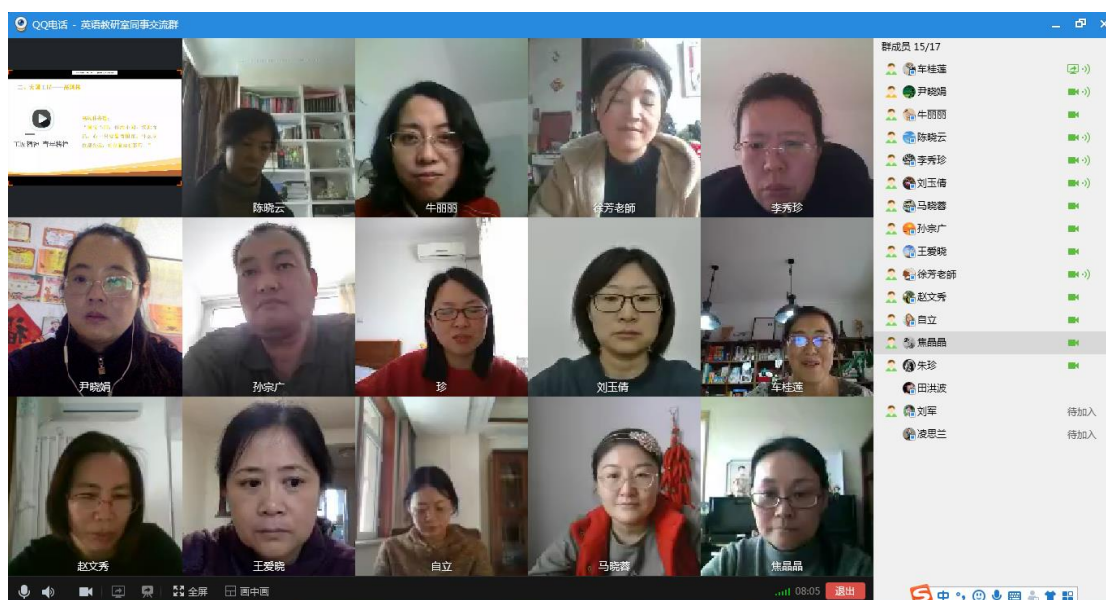 QQ电话 - 英语教研室同事交流群
陈晓云
牛丽丽
徐芳老師
李秀珍
尹晓娟
孙宗广
珍
刘玉倩
车桂莲
赵文秀
王爱晓
自立
马晓蓉
焦晶晶
全屏
画中画
08:05
退出
群成员 15/17
车桂莲
尹晓娟
牛丽丽
陈晓云
李秀珍
刘玉倩
马晓蓉
孙宗广
王爱晓
徐芳老師
赵文秀
自立
焦晶晶
朱珍
田洪波
刘军 待加入
凌思兰 待加入
中